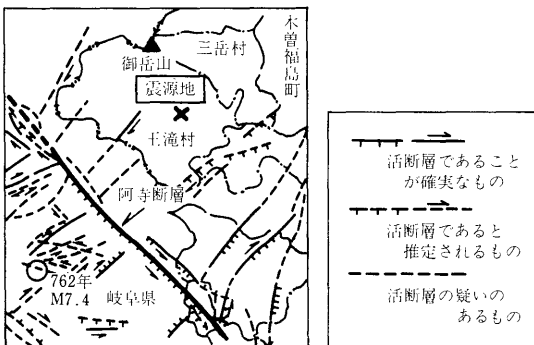 木曽福島町
三岳村
御岳山
震源地
王滝村
阿寺断層
762年
M7.4
岐阜県
活断層であること
が確実なもの
活断層であると
推定されるもの
活断層の疑いの
あるもの